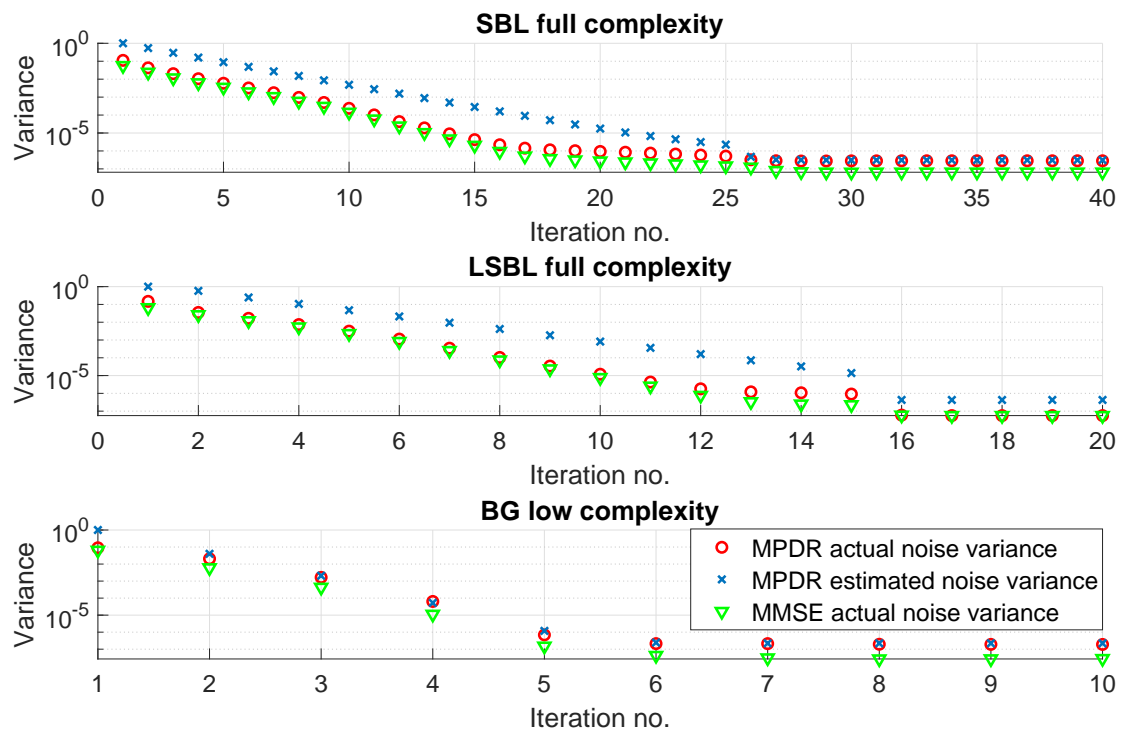 SBL full complexity
10^0
10^-5
Variance
0 5 10 15 20 25 30 35 40
Iteration no.
LSBL full complexity
10^0
10^-5
Variance
0 2 4 6 8 10 12 14 16 18 20
Iteration no.
BG low complexity
10^0
10^-5
Variance
MPDR actual noise variance
MPDR estimated noise variance
MMSE actual noise variance
1 2 3 4 5 6 7 8 9 10
Iteration no.